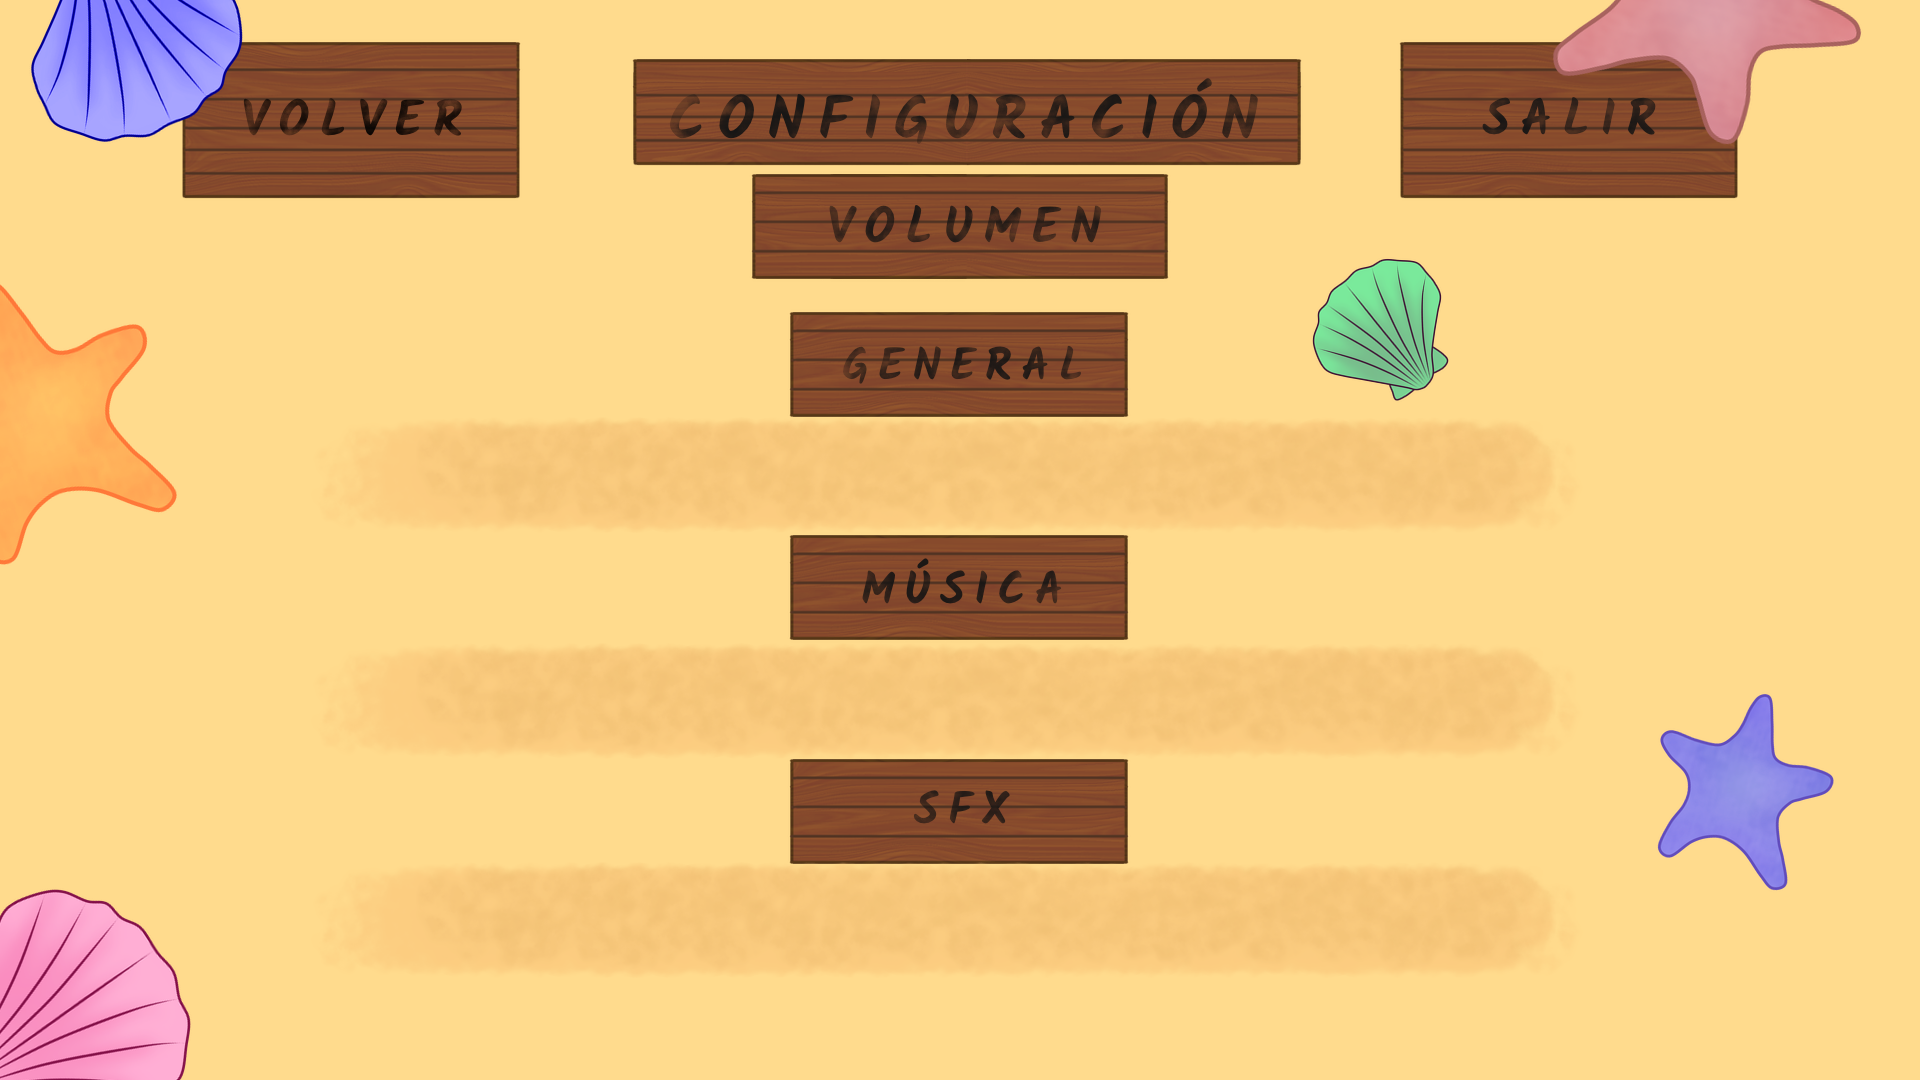 VOLVER
CONFIGURACIÓN
SALIR
VOLUMEN
GENERAL
MÚSICA
SFX